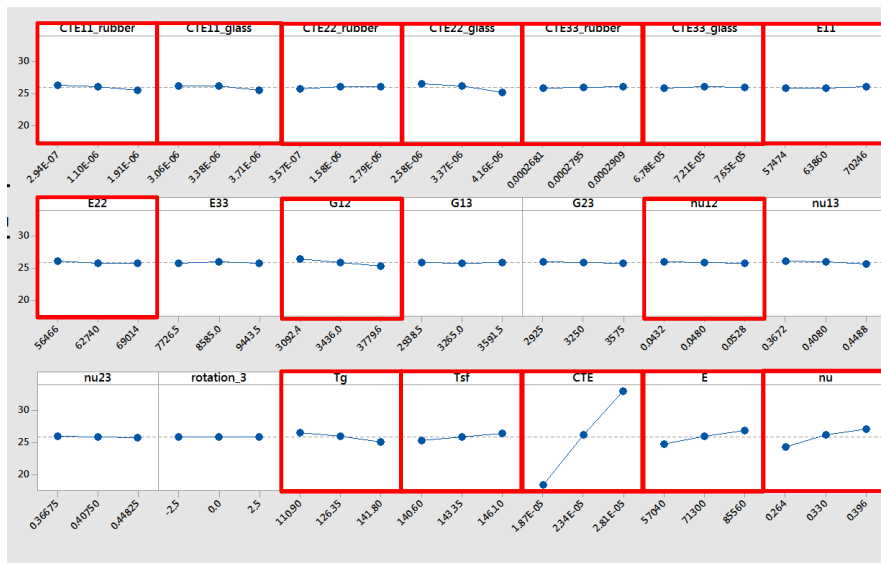 CTE11_rubber CTE11_glass CTE22_rubber CTE22_glass CTE33_rubber CTE33_glass E11
30
25
20
2.94E-07 1.10E-06 1.91E-06 3.06E-06 3.38E-06 3.71E-06 3.57E-07 1.58E-06 2.79E-06 2.58E-06 3.37E-06 4.16E-06 0.0002681 0.0002795 0.0002909 6.78E-05 7.21E-05 7.65E-05 57474 63860 70246
E22 E33 G12 G13 G23 nu12 nu13
30
25
20
56466 62740 69014 7726.5 8585.0 9443.5 3092.4 3436.0 3779.6 2938.5 3265.0 3591.5 2925 3250 3575 0.0432 0.0480 0.0528 0.3672 0.4080 0.4488
nu23 rotation_3 Tg Tsf CTE E nu
30
25
20
0.36675 0.40750 0.44825 -2.5 0.0 2.5 110.90 126.35 141.80 140.60 143.35 146.10 1.87E-05 2.34E-05 2.81E-05 57040 71300 85560 0.264 0.330 0.396